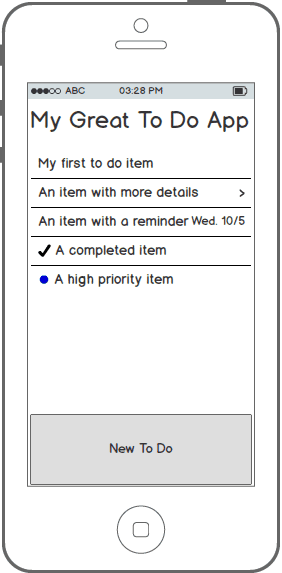 ABC 03:28 PM
My Great To Do App
My first to do item
An item with more details
An item with a reminder Wed. 10/5
A completed item
A high priority item
New To Do